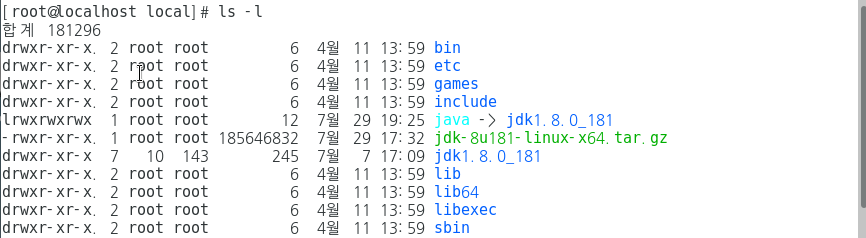 [root@localhost local]# ls -l
합계 181296
drwxr-xr-x. 2 root root         6  4월 11 13:59 bin
drwxr-xr-x. 2 root root         6  4월 11 13:59 etc
drwxr-xr-x. 2 root root         6  4월 11 13:59 games
drwxr-xr-x. 2 root root         6  4월 11 13:59 include
lrwxrwxrwx  1 root root        12  7월 29 19:25 java -> jdk1.8.0_181
-rwxr-xr-x. 1 root root 185646832  7월 29 17:32 jdk-8u181-linux-x64.tar.gz
drwxr-xr-x  7   10  143       245  7월  7 17:09 jdk1.8.0_181
drwxr-xr-x. 2 root root         6  4월 11 13:59 lib
drwxr-xr-x. 2 root root         6  4월 11 13:59 lib64
drwxr-xr-x. 2 root root         6  4월 11 13:59 libexec
drwxr-xr-x. 2 root root         6  4월 11 13:59 sbin